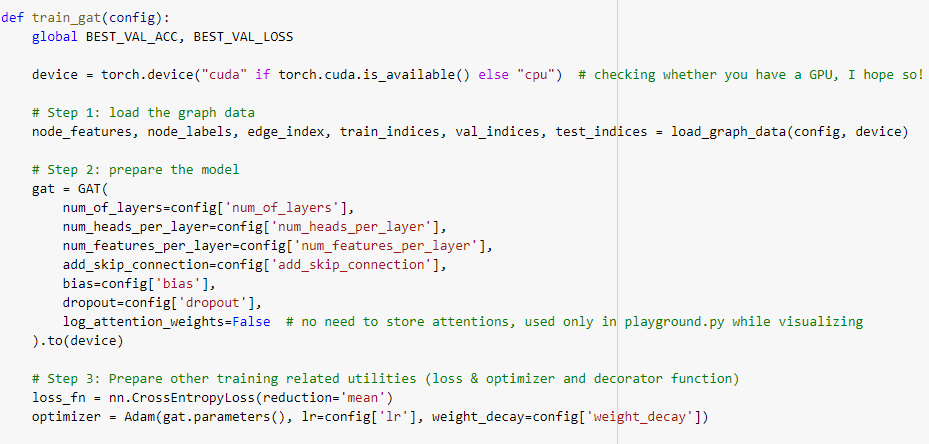 def train_gat(config):
    global BEST_VAL_ACC, BEST_VAL_LOSS
    device = torch.device("cuda" if torch.cuda.is_available() else "cpu")  # checking whether you have a GPU, I hope so!
    # Step 1: load the graph data
    node_features, node_labels, edge_index, train_indices, val_indices, test_indices = load_graph_data(config, device)
    # Step 2: prepare the model
    gat = GAT(
        num_of_layers=config['num_of_layers'],
        num_heads_per_layer=config['num_heads_per_layer'],
        num_features_per_layer=config['num_features_per_layer'],
        add_skip_connection=config['add_skip_connection'],
        bias=config['bias'],
        dropout=config['dropout'],
        log_attention_weights=False  # no need to store attentions, used only in playground.py while visualizing
    ).to(device)
    # Step 3: Prepare other training related utilities (loss & optimizer and decorator function)
    loss_fn = nn.CrossEntropyLoss(reduction='mean')
    optimizer = Adam(gat.parameters(), lr=config['lr'], weight_decay=config['weight_decay'])